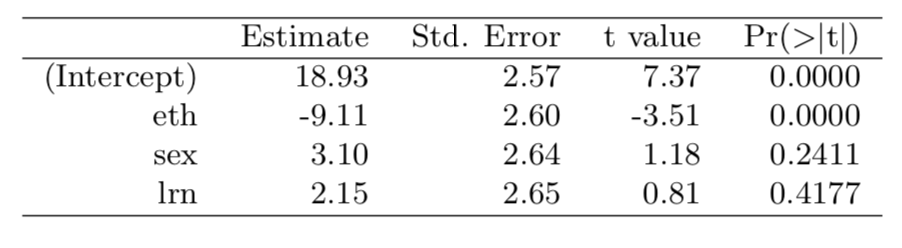 Estimate Std. Error t value Pr(>|t|)
(Intercept) 18.93 2.57 7.37 0.0000
eth -9.11 2.60 -3.51 0.0000
sex 3.10 2.64 1.18 0.2411
lrn 2.15 2.65 0.81 0.4177